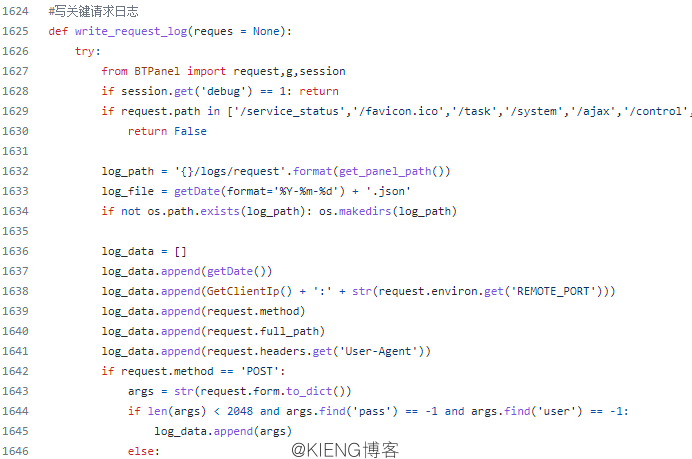 1624 #写关键请求日志
1625 def write_request_log(reques = None):
1626     try:
1627         from BTPanel import request,g,session
1628         if session.get('debug') == 1: return
1629         if request.path in ['/service_status','/favicon.ico','/task','/system','/ajax','/control',
1630             return False
1631
1632         log_path = '{}/logs/request'.format(get_panel_path())
1633         log_file = getDate(format='%Y-%m-%d') + '.json'
1634         if not os.path.exists(log_path): os.makedirs(log_path)
1635
1636         log_data = []
1637         log_data.append(getDate())
1638         log_data.append(GetClientIp() + ':' + str(request.environ.get('REMOTE_PORT')))
1639         log_data.append(request.method)
1640         log_data.append(request.full_path)
1641         log_data.append(request.headers.get('User-Agent'))
1642         if request.method == 'POST':
1643             args = str(request.form.to_dict())
1644             if len(args) < 2048 and args.find('pass') == -1 and args.find('user') == -1:
1645                 log_data.append(args)
1646             else:
@KIENG博客